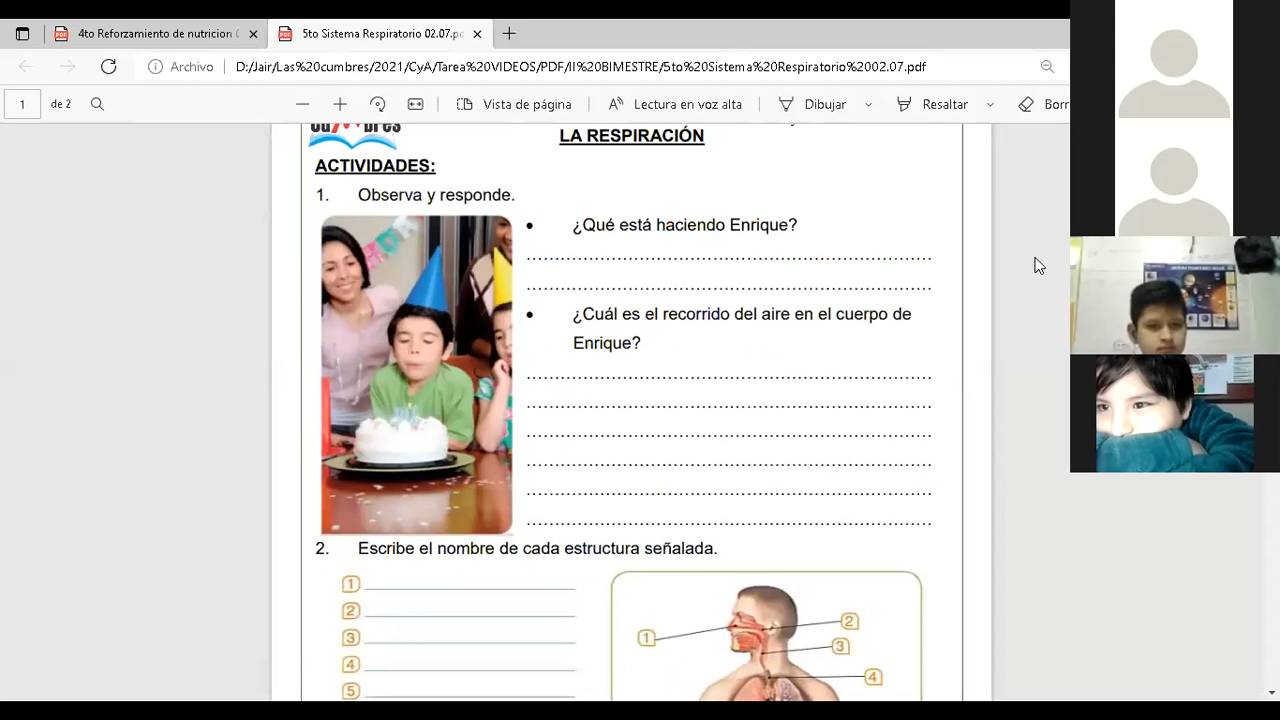 4to Reforzamiento de nutricion (
5to Sistema Respiratorio 02.07.pd
Archivo
D:/Jair/Las%20cumbres/2021/CyA/Tarea%20VIDEOS/PDF/II%20BIMESTRE/5to%20Sistema%20Respiratorio%2002.07.pdf
1 de 2
Vista de página
Lectura en voz alta
Dibujar
Resaltar
Borr
LA RESPIRACIÓN
ACTIVIDADES:
1. Observa y responde.
• ¿Qué está haciendo Enrique?
• ¿Cuál es el recorrido del aire en el cuerpo de
Enrique?
2. Escribe el nombre de cada estructura señalada.
1
2
3
4
5
1
2
3
4